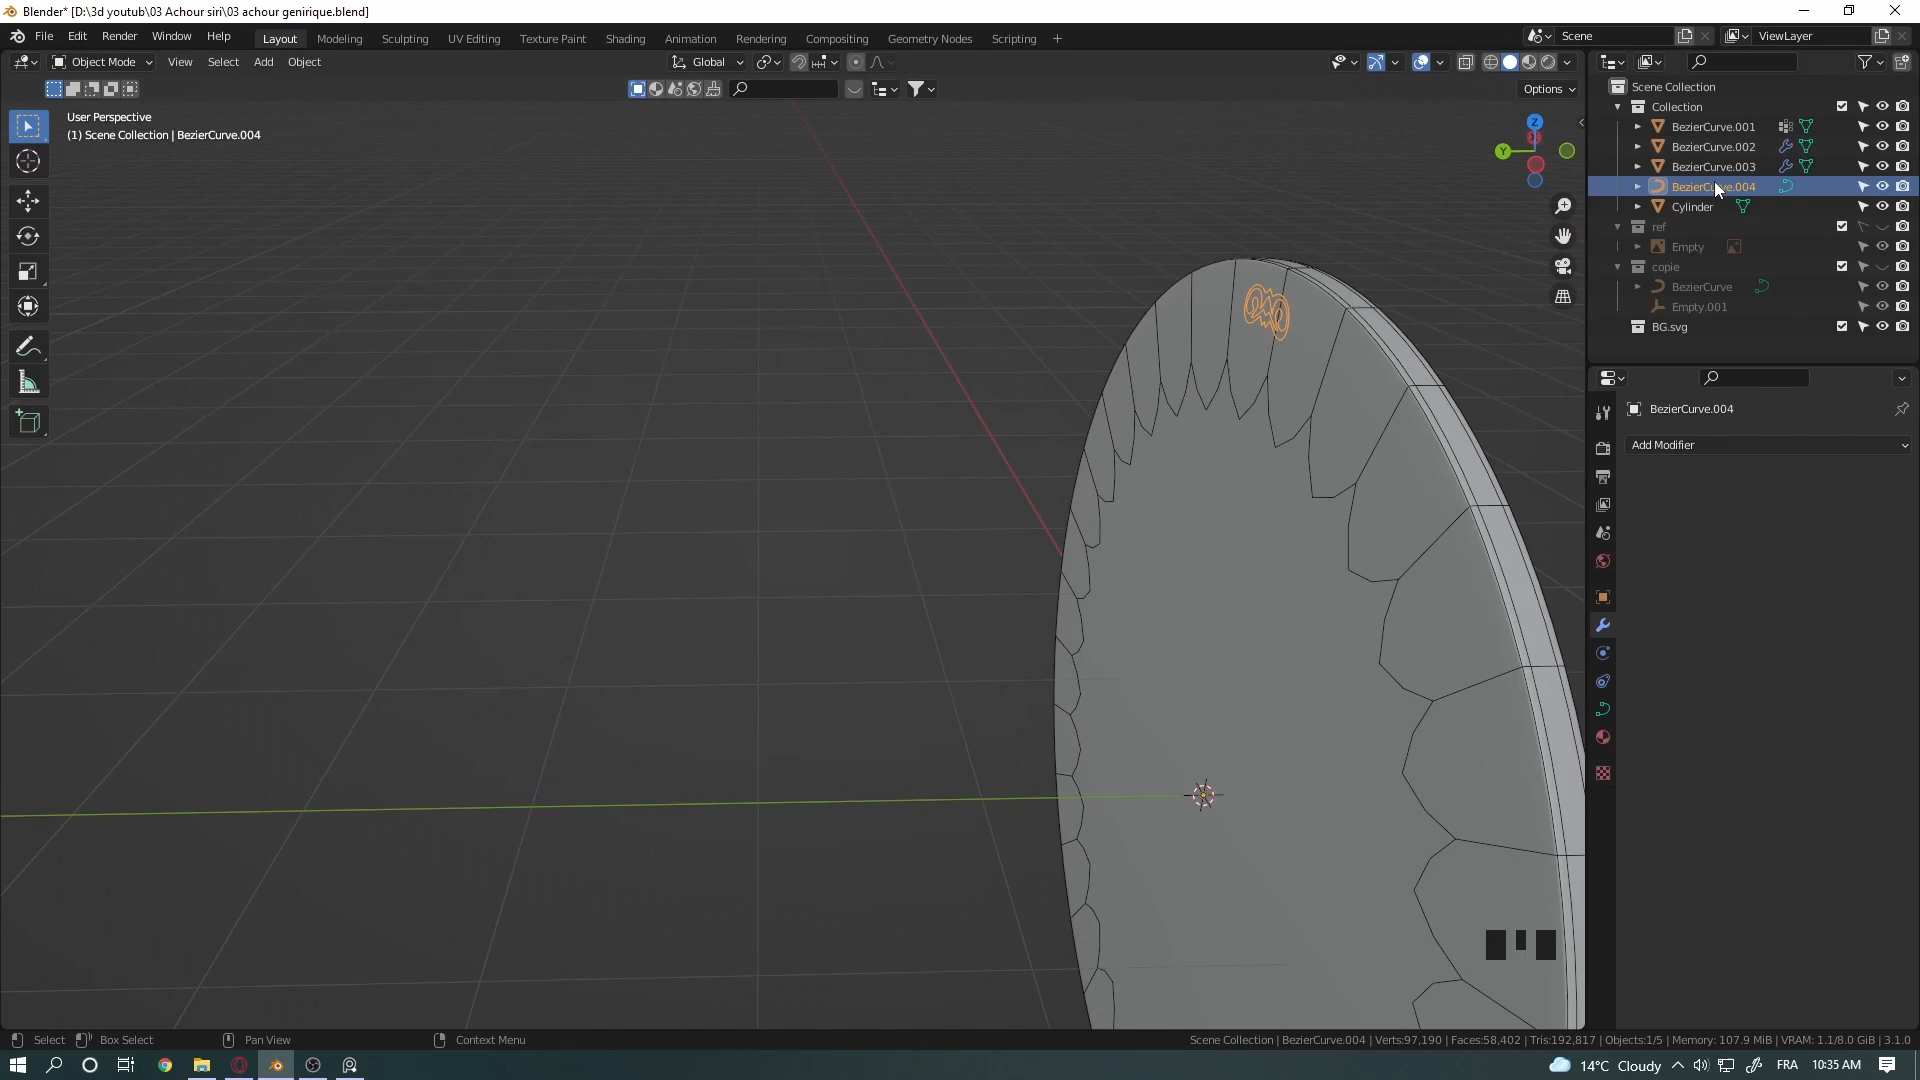 Blender* [D:\3d youtub\03 Achour siri\03 achour genirique.blend]
File Edit Render Window Help Layout Modeling Sculpting UV Editing Texture Paint Shading Animation Rendering Compositing Geometry Nodes Scripting + Scene ViewLayer
Object Mode View Select Add Object Global
Options
User Perspective
(1) Scene Collection | BezierCurve.004
Z
Y
Scene Collection
Collection
BezierCurve.001
BezierCurve.002
BezierCurve.003
BezierCurve.004
Cylinder
ref
Empty
copie
BezierCurve
Empty.001
BG.svg
BezierCurve.004
Add Modifier
Select Box Select Pan View Context Menu Scene Collection | BezierCurve.004 | Verts:97,190 | Faces:58,402 | Tris:192,817 | Objects:1/5 | Memory: 107.9 MiB | VRAM: 1.1/8.0 GiB | 3.1.0
14°C Cloudy FRA 10:35 AM